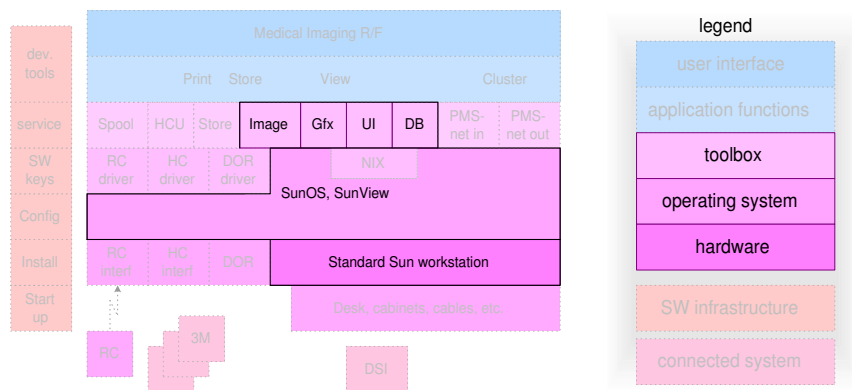 legend
Medical Imaging R/F
user interface
dev.
tools
Print Store View Cluster
application functions
service
Spool HCU Store Image Gfx UI DB
PMS-
net in
PMS-
net out
toolbox
SW
keys
RC
driver
HC
driver
DOR
driver
NIX
SunOS, SunView
operating system
Config
hardware
Install
RC
interf
HC
interf
DOR
Standard Sun workstation
Start
up
Desk, cabinets, cables, etc.
SW infrastructure
RC
3M
DSI
connected system